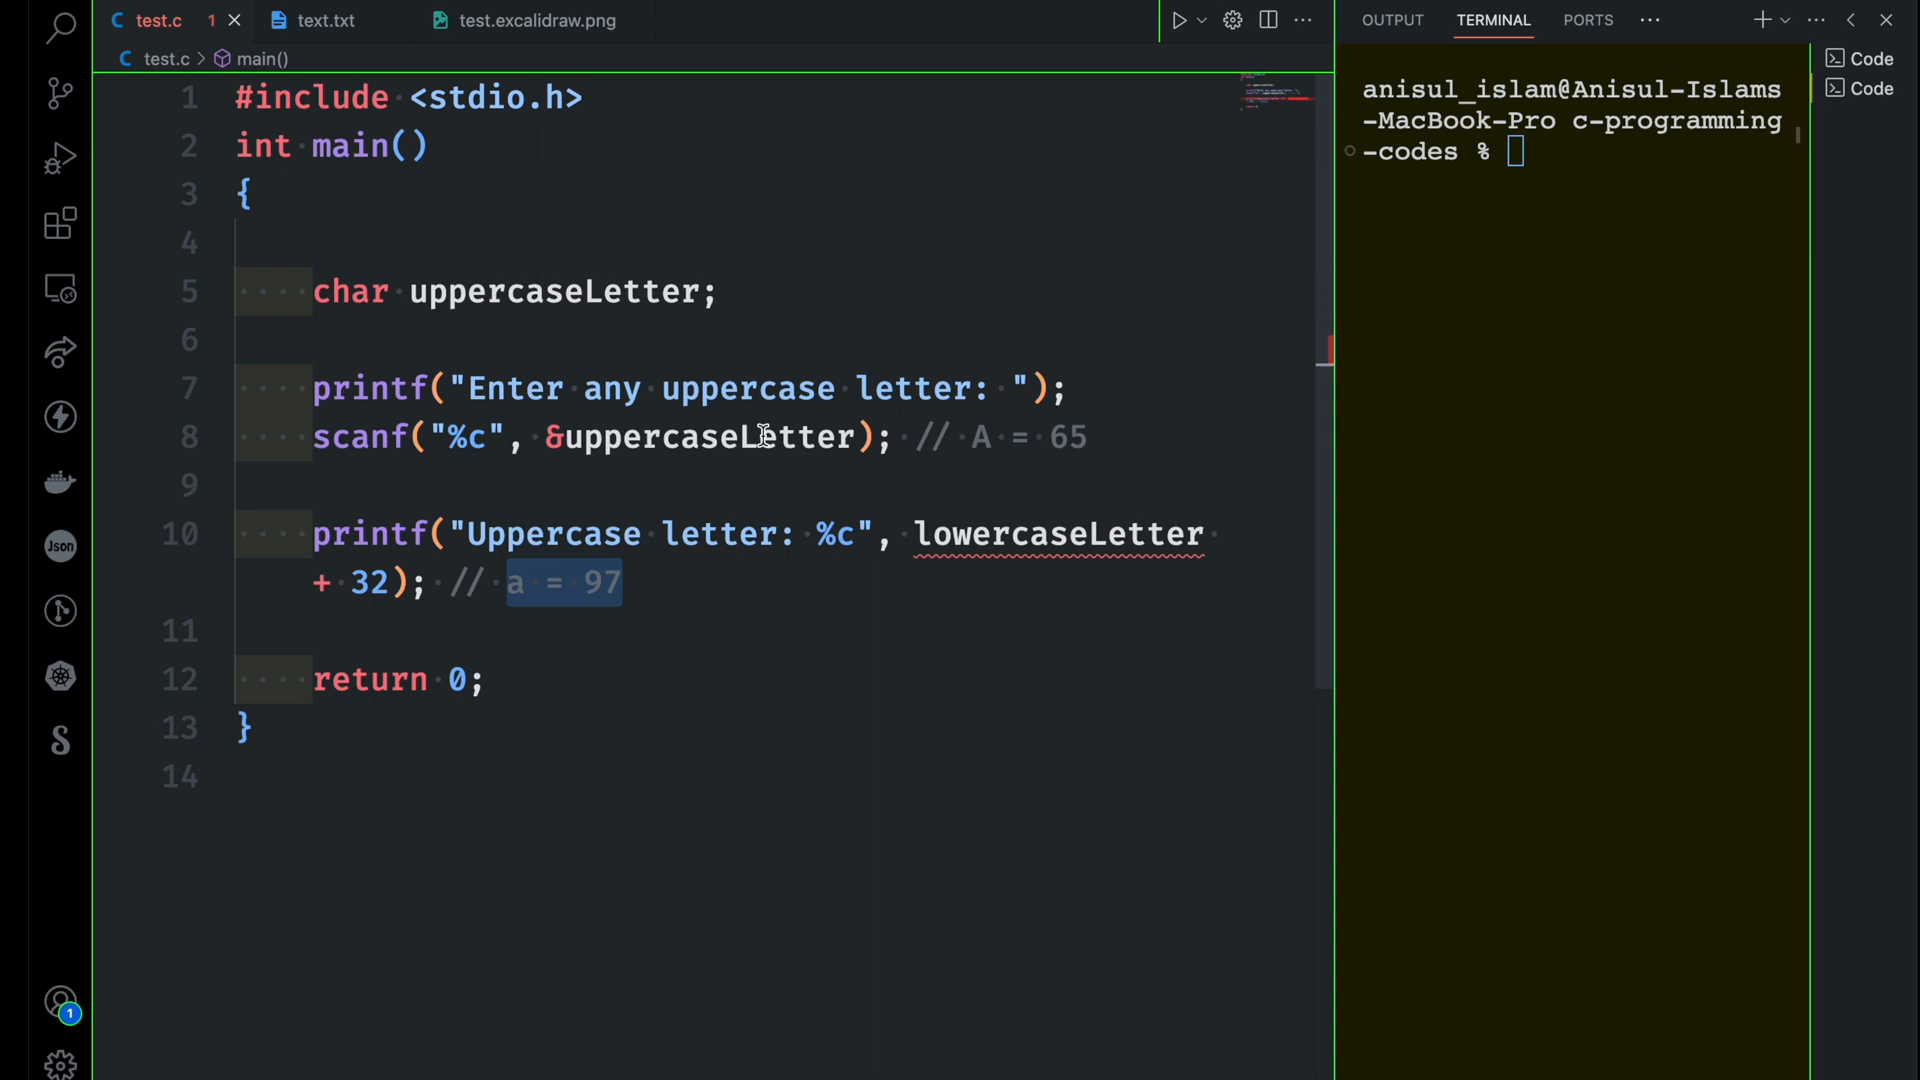 C test.c 1
text.txt
test.excalidraw.png
OUTPUT TERMINAL PORTS
C test.c > main()
1 #include <stdio.h>
2 int main()
3 {
4
5 char uppercaseLetter;
6
7 printf("Enter any uppercase letter: ");
8 scanf("%c", &uppercaseLetter); // A = 65
9
10 printf("Uppercase letter: %c", lowercaseLetter
+ 32); // a = 97
11
12 return 0;
13 }
14
anisul_islam@Anisul-Islams
-MacBook-Pro c-programming
-codes %
Code
Code
Json
1